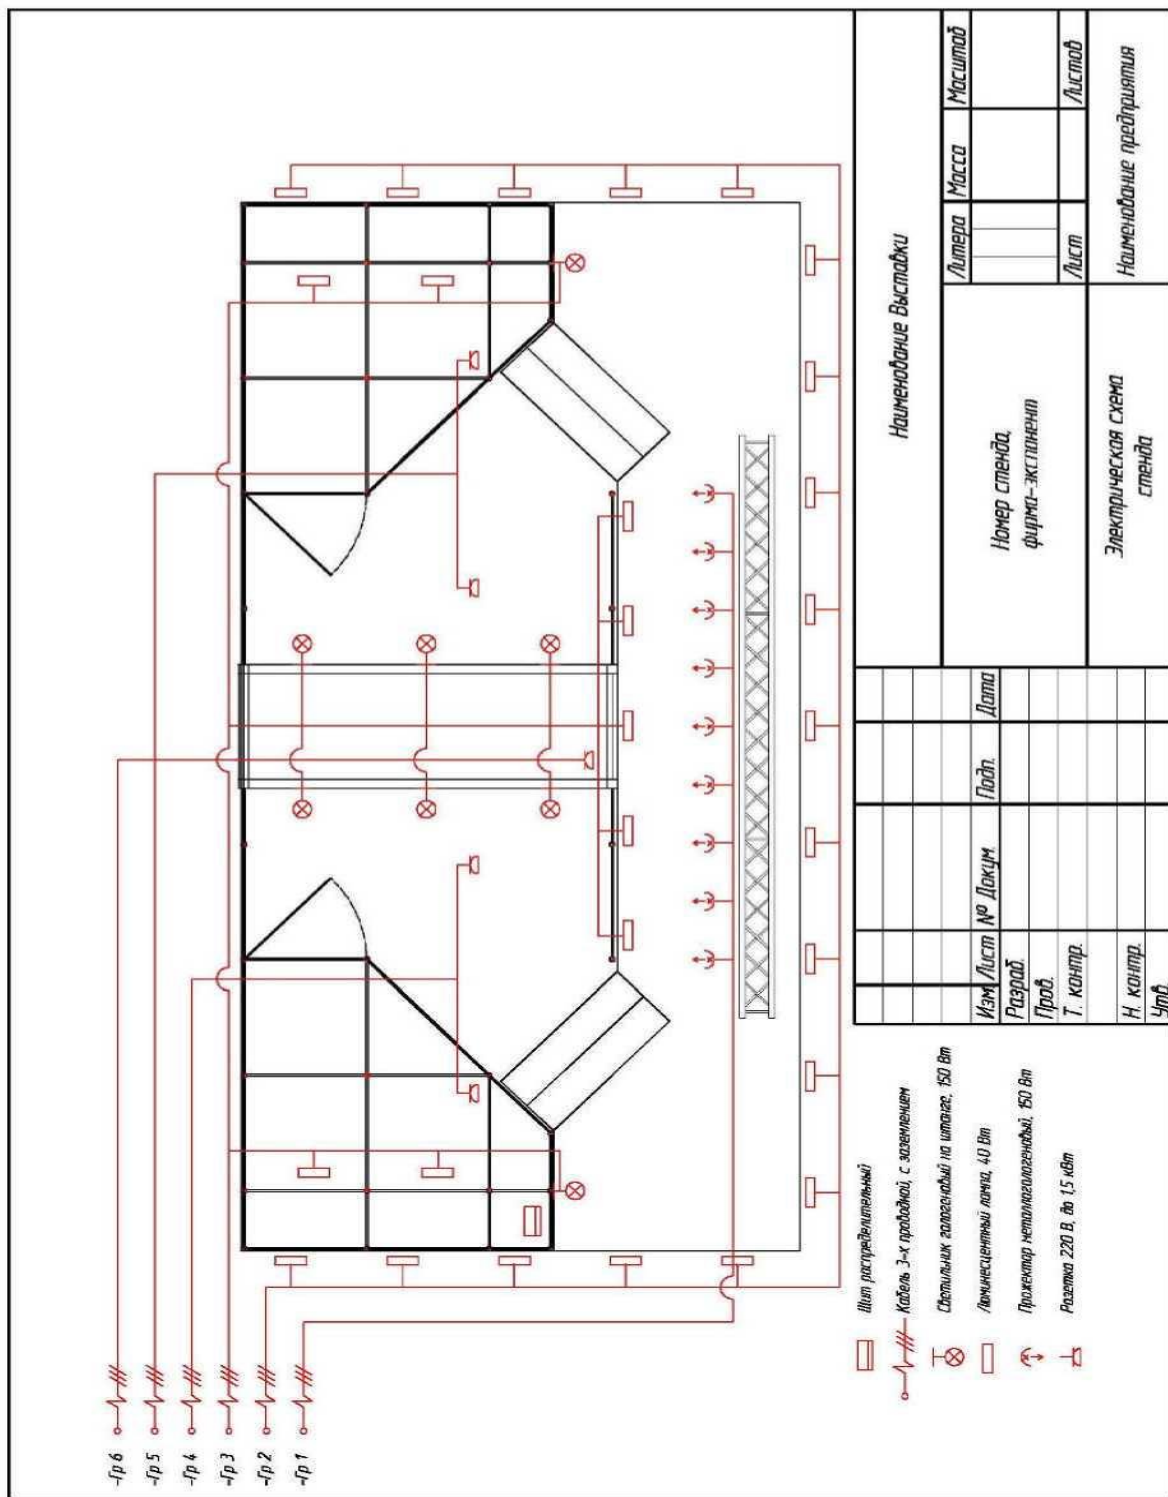 -Гр 6
-Гр 5
-Гр 4
-Гр 3
-Гр 2
-Гр 1
Щит распределительный
Кабель 3-х проводной, с заземлением
Светильник галогеновый на штанге, 150 Вт
Люминесцентный лампа, 40 Вт
Прожектор металлогалогеновый, 150 Вт
Розетка 220 В, до 1,5 кВт
Наименование Выставки
Изм. Лист № Докум. Подп. Дата
Разраб.
Пров.
Т. контр.
Н. контр.
Утв.
Номер стенда,
фирма-экспонент
Литера Масса Масштаб
Лист Листов
Электрическая схема
стенда
Наименование предприятия